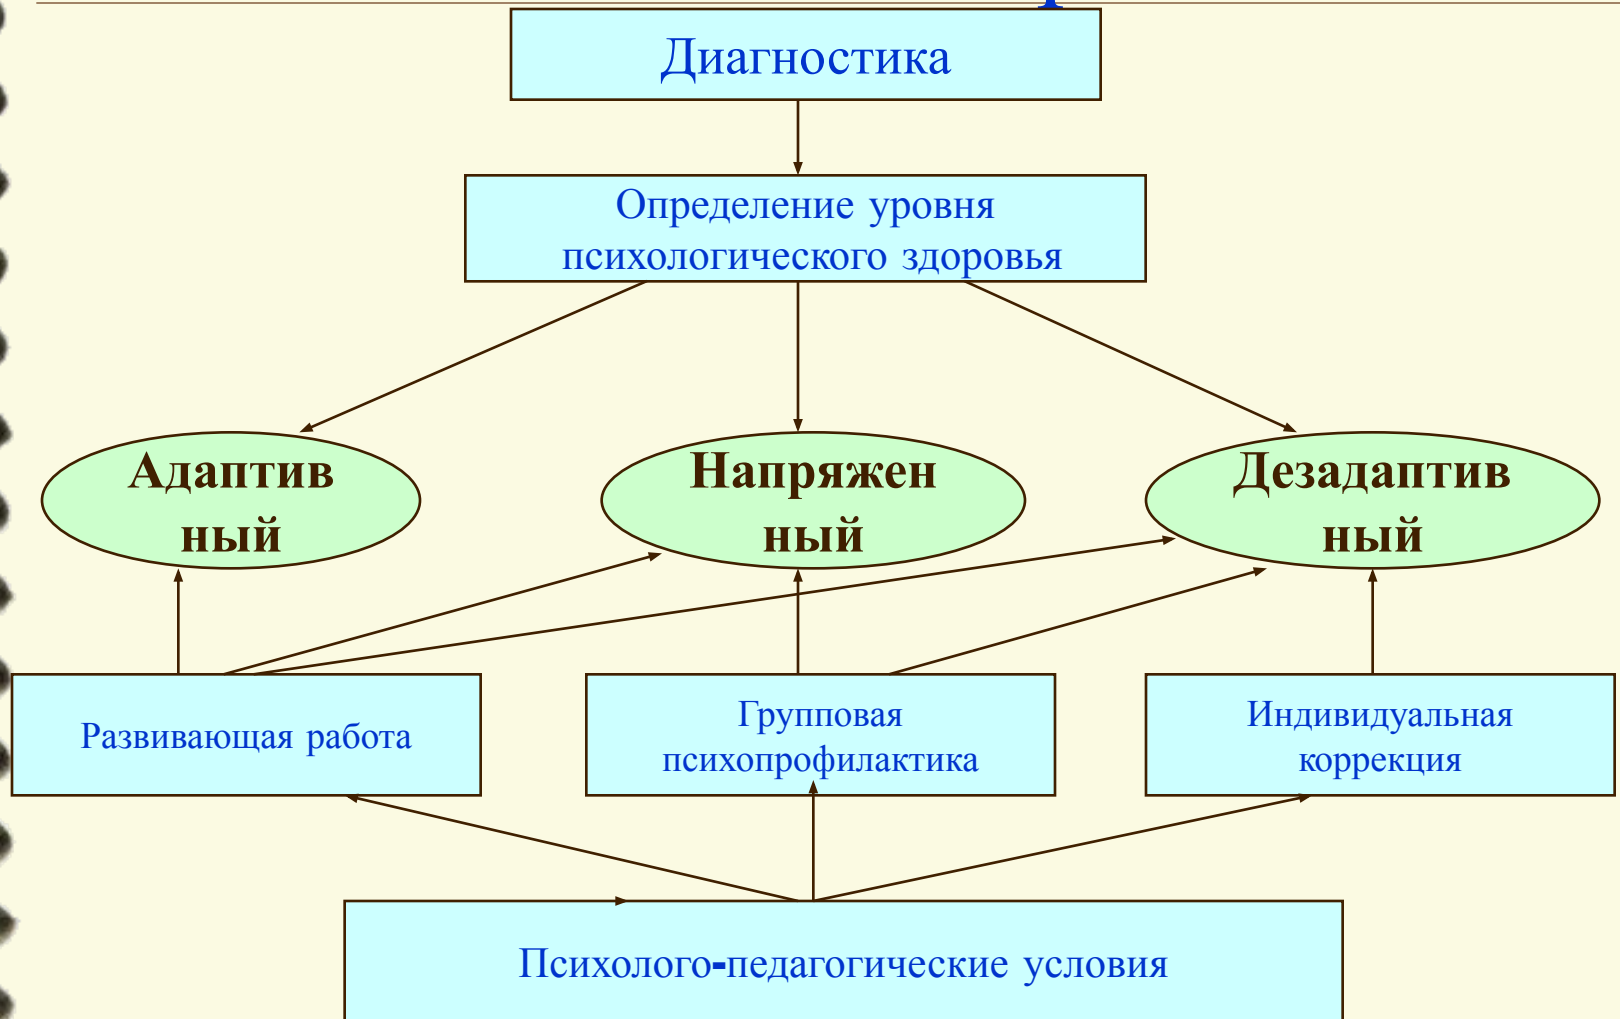 Диагностика
Определение уровня
психологического здоровья
Адаптив
ный
Напряжен
ный
Дезадаптив
ный
Развивающая работа
Групповая
психопрофилактика
Индивидуальная
коррекция
Психолого-педагогические условия